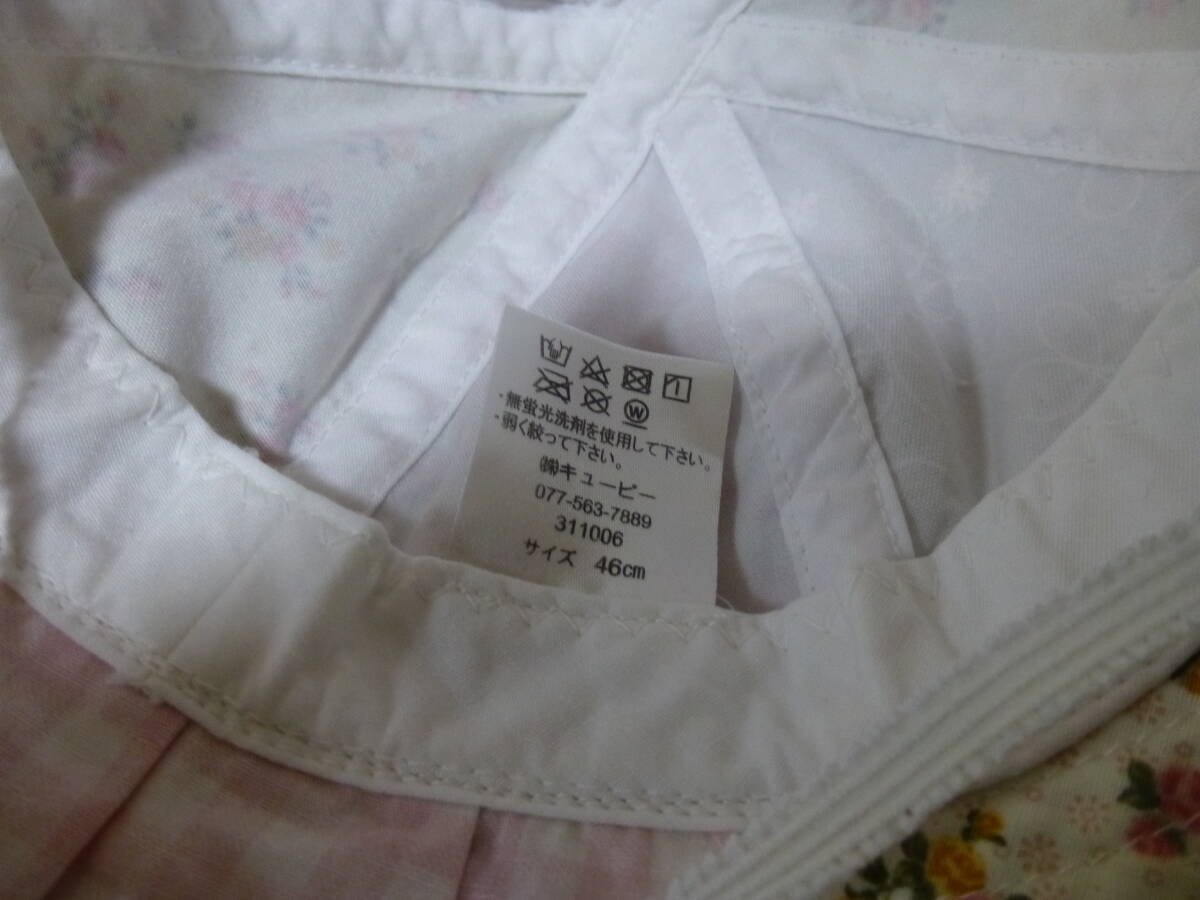 W
・無蛍光洗剤を使用して下さい。
・弱く絞って下さい。
㈱キューピー
077-563-7889
311006
サイズ 46cm